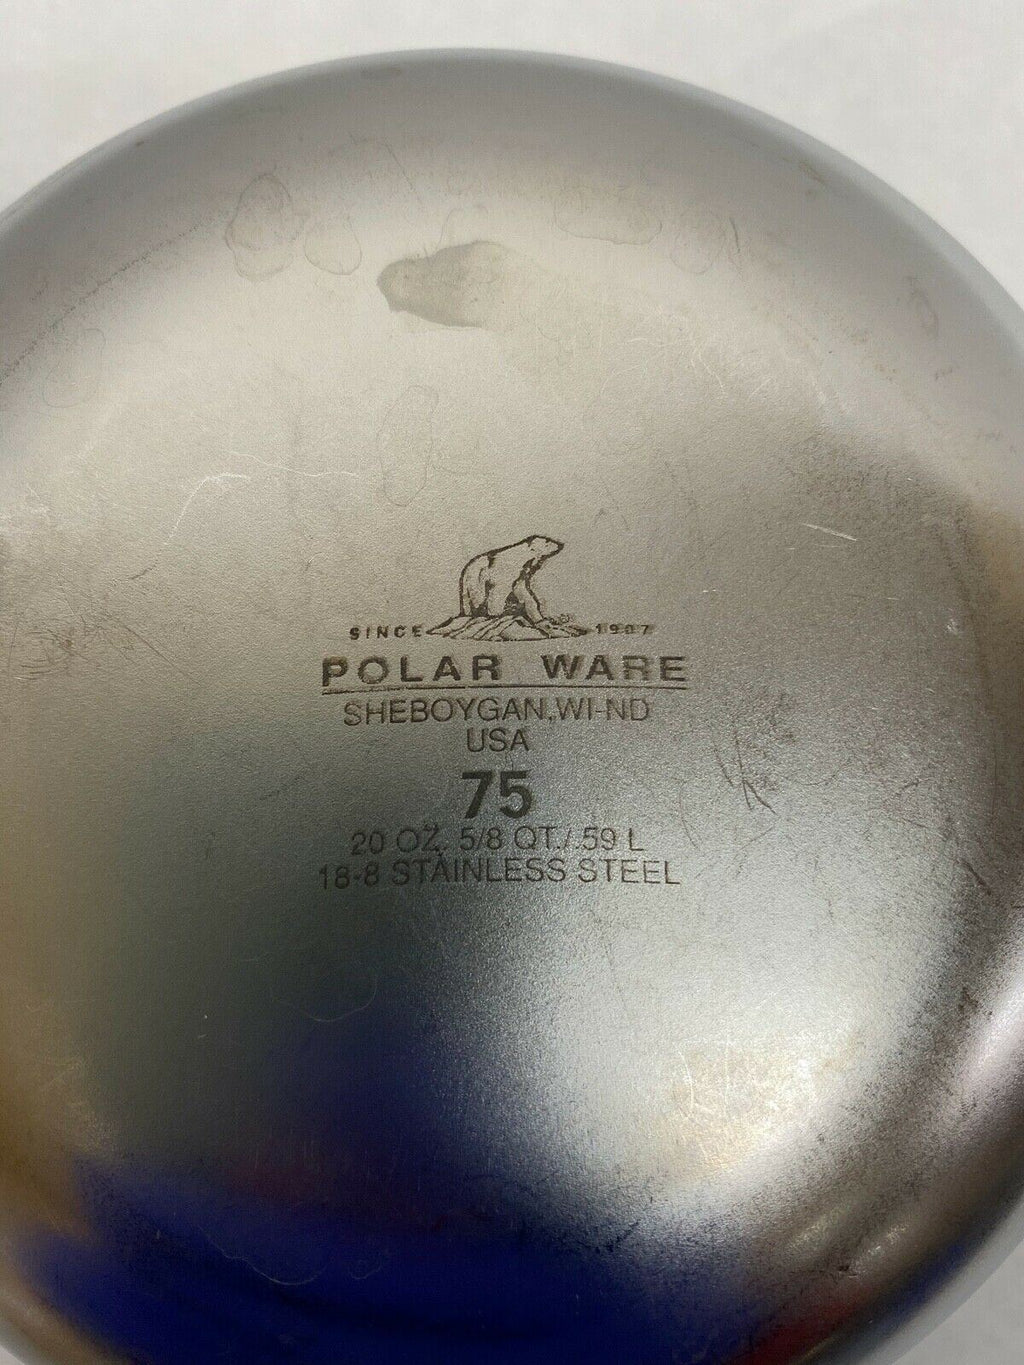 SINCE 1907
POLAR WARE
SHEBOYGAN, WI-ND
USA
75
20 OZ. 5/8 QT./.59 L
18-8 STAINLESS STEEL